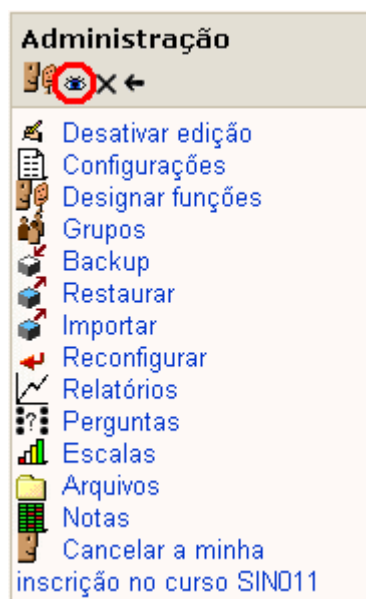 Administração
Desativar edição
Configurações
Designar funções
Grupos
Backup
Restaurar
Importar
Reconfigurar
Relatórios
Perguntas
Escalas
Arquivos
Notas
Cancelar a minha
inscrição no curso SIN011